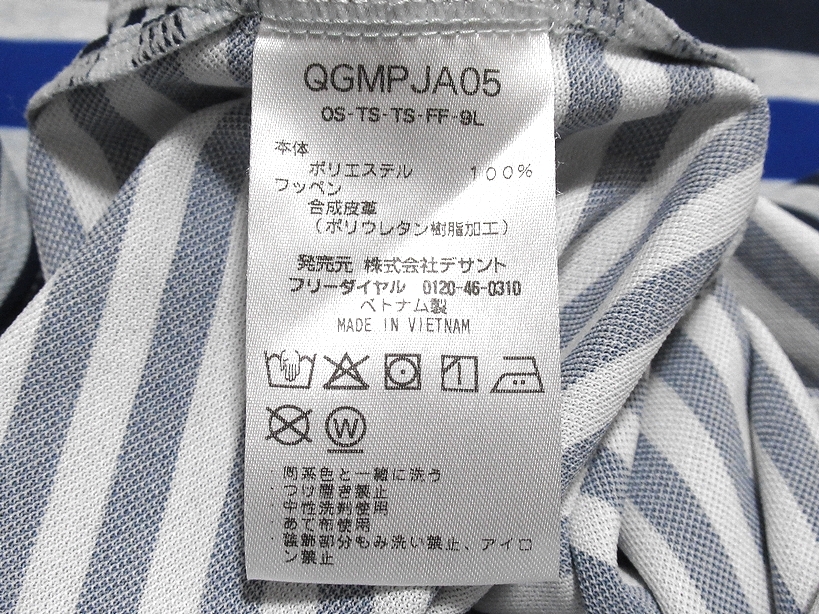 QGMPJA05
OS-TS-TS-FF-9L
本体
ポリエステル 100%
フッペン
合成皮革
(ポリウレタン樹脂加工)
発売元 株式会社デサント
フリーダイヤル 0120-46-0310
ベトナム製
MADE IN VIETNAM
W
・同系色と一緒に洗う
・つけ置き禁止
・中性洗剤使用
・あて布使用
・装飾部分もみ洗い禁止、アイロ
ン禁止